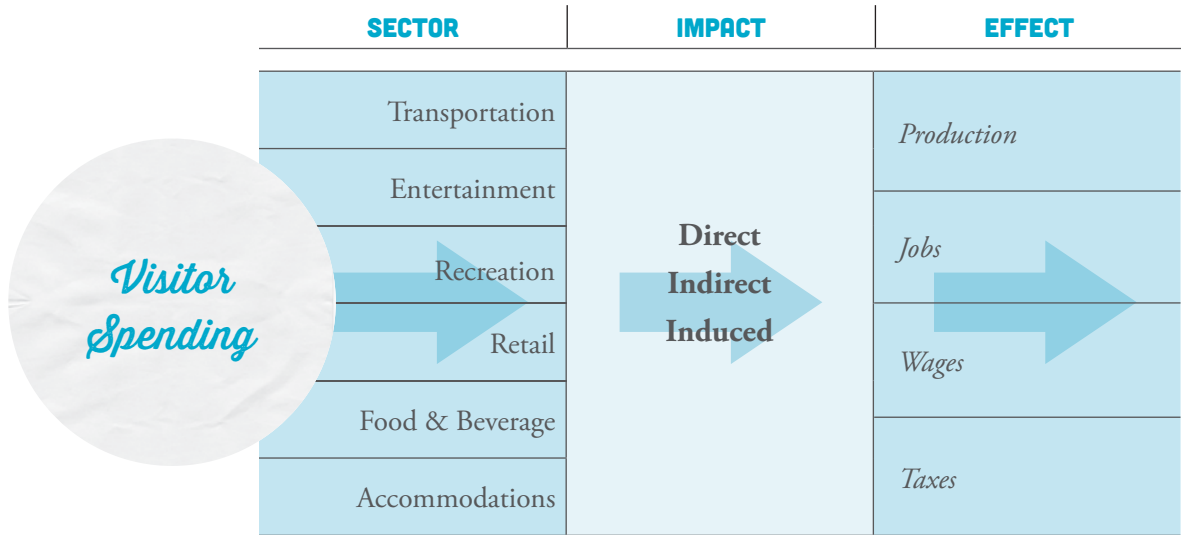 SECTOR
IMPACT
EFFECT
Visitor
Spending
Transportation
Entertainment
Recreation
Retail
Food & Beverage
Accommodations
Direct
Indirect
Induced
Production
Jobs
Wages
Taxes